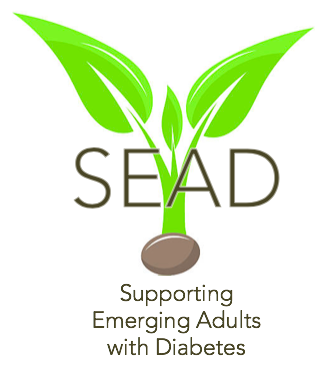 SEAD
Supporting
Emerging Adults
with Diabetes